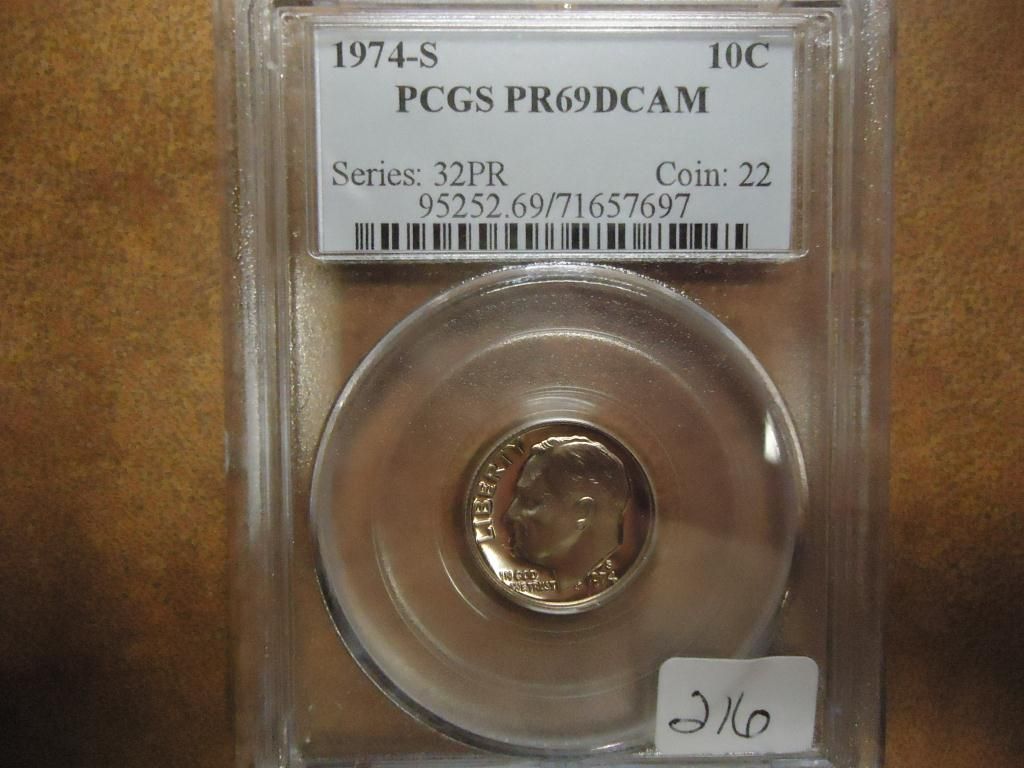 1974-S 10C
PCGS PR69DCAM
Series: 32PR Coin: 22
95252.69/71657697
LIBERTY
IN GOD
WE TRUST
S
1974
216